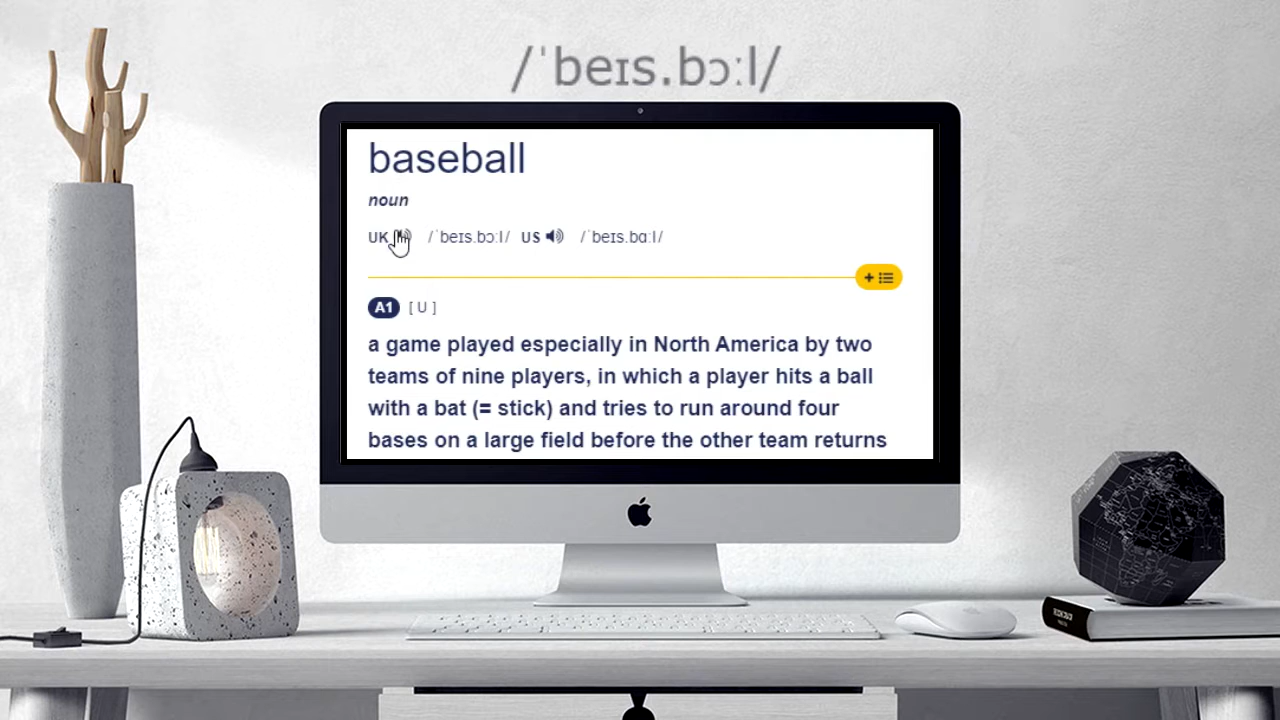 /ˈbeɪs.bɔːl/
baseball
noun
UK /ˈbeɪs.bɔːl/ US /ˈbeɪs.bɑːl/
A1 [ U ]
a game played especially in North America by two
teams of nine players, in which a player hits a ball
with a bat (= stick) and tries to run around four
bases on a large field before the other team returns